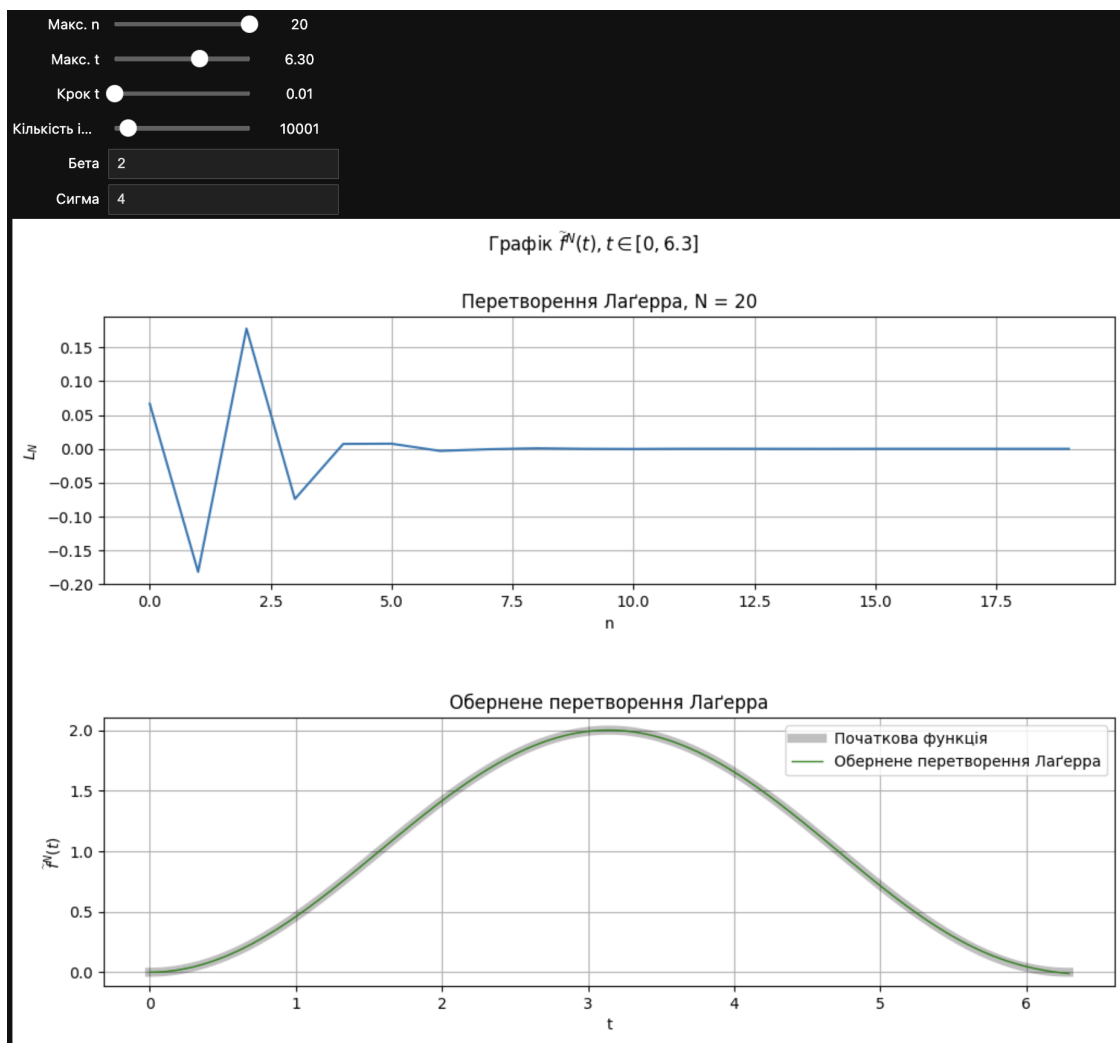 Макс. n 20
Макс. t 6.30
Крок t 0.01
Кількість і... 10001
Бета 2
Сигма 4
Графік f̃ᴺ(t), t ∈ [0, 6.3]
Перетворення Лаґерра, N = 20
0.15
0.10
0.05
0.00
−0.05
−0.10
−0.15
−0.20
L_N
0.0 2.5 5.0 7.5 10.0 12.5 15.0 17.5
n
Обернене перетворення Лаґерра
2.0
1.5
1.0
0.5
0.0
f̃ᴺ(t)
Початкова функція
Обернене перетворення Лаґерра
0 1 2 3 4 5 6
t